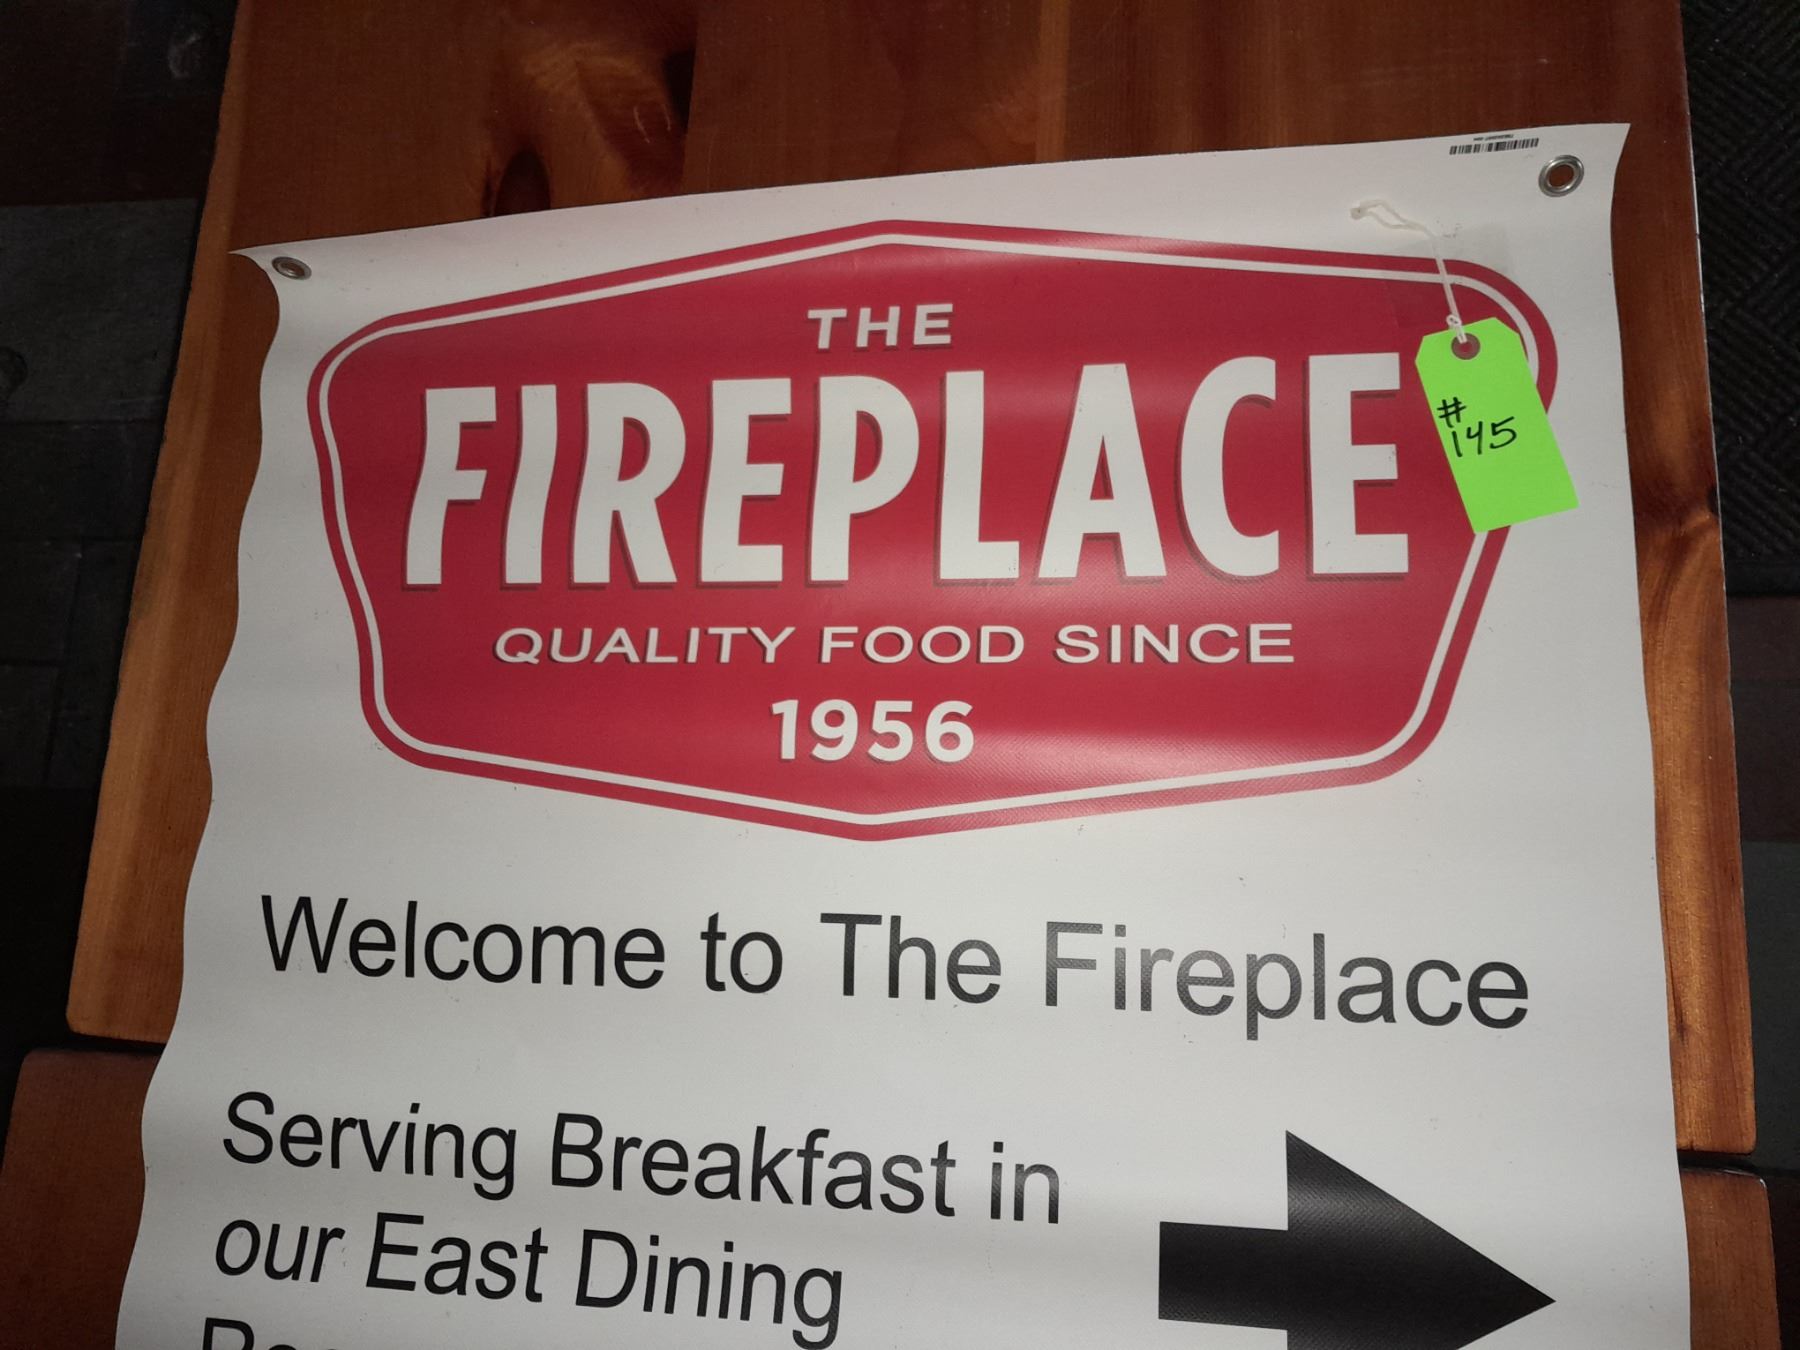 THE
FIREPLACE
QUALITY FOOD SINCE
1956
#
145
Welcome to The Fireplace
Serving Breakfast in
our East Dining